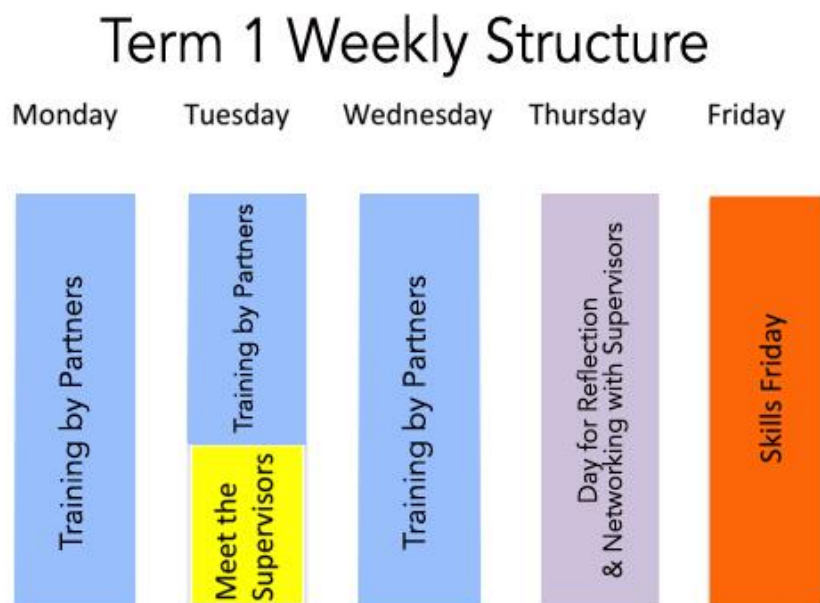 Term 1 Weekly Structure
Monday
Tuesday
Wednesday
Thursday
Friday
Training by Partners
Training by Partners
Meet the
Supervisors
Training by Partners
Day for Reflection
& Networking with Supervisors
Skills Friday